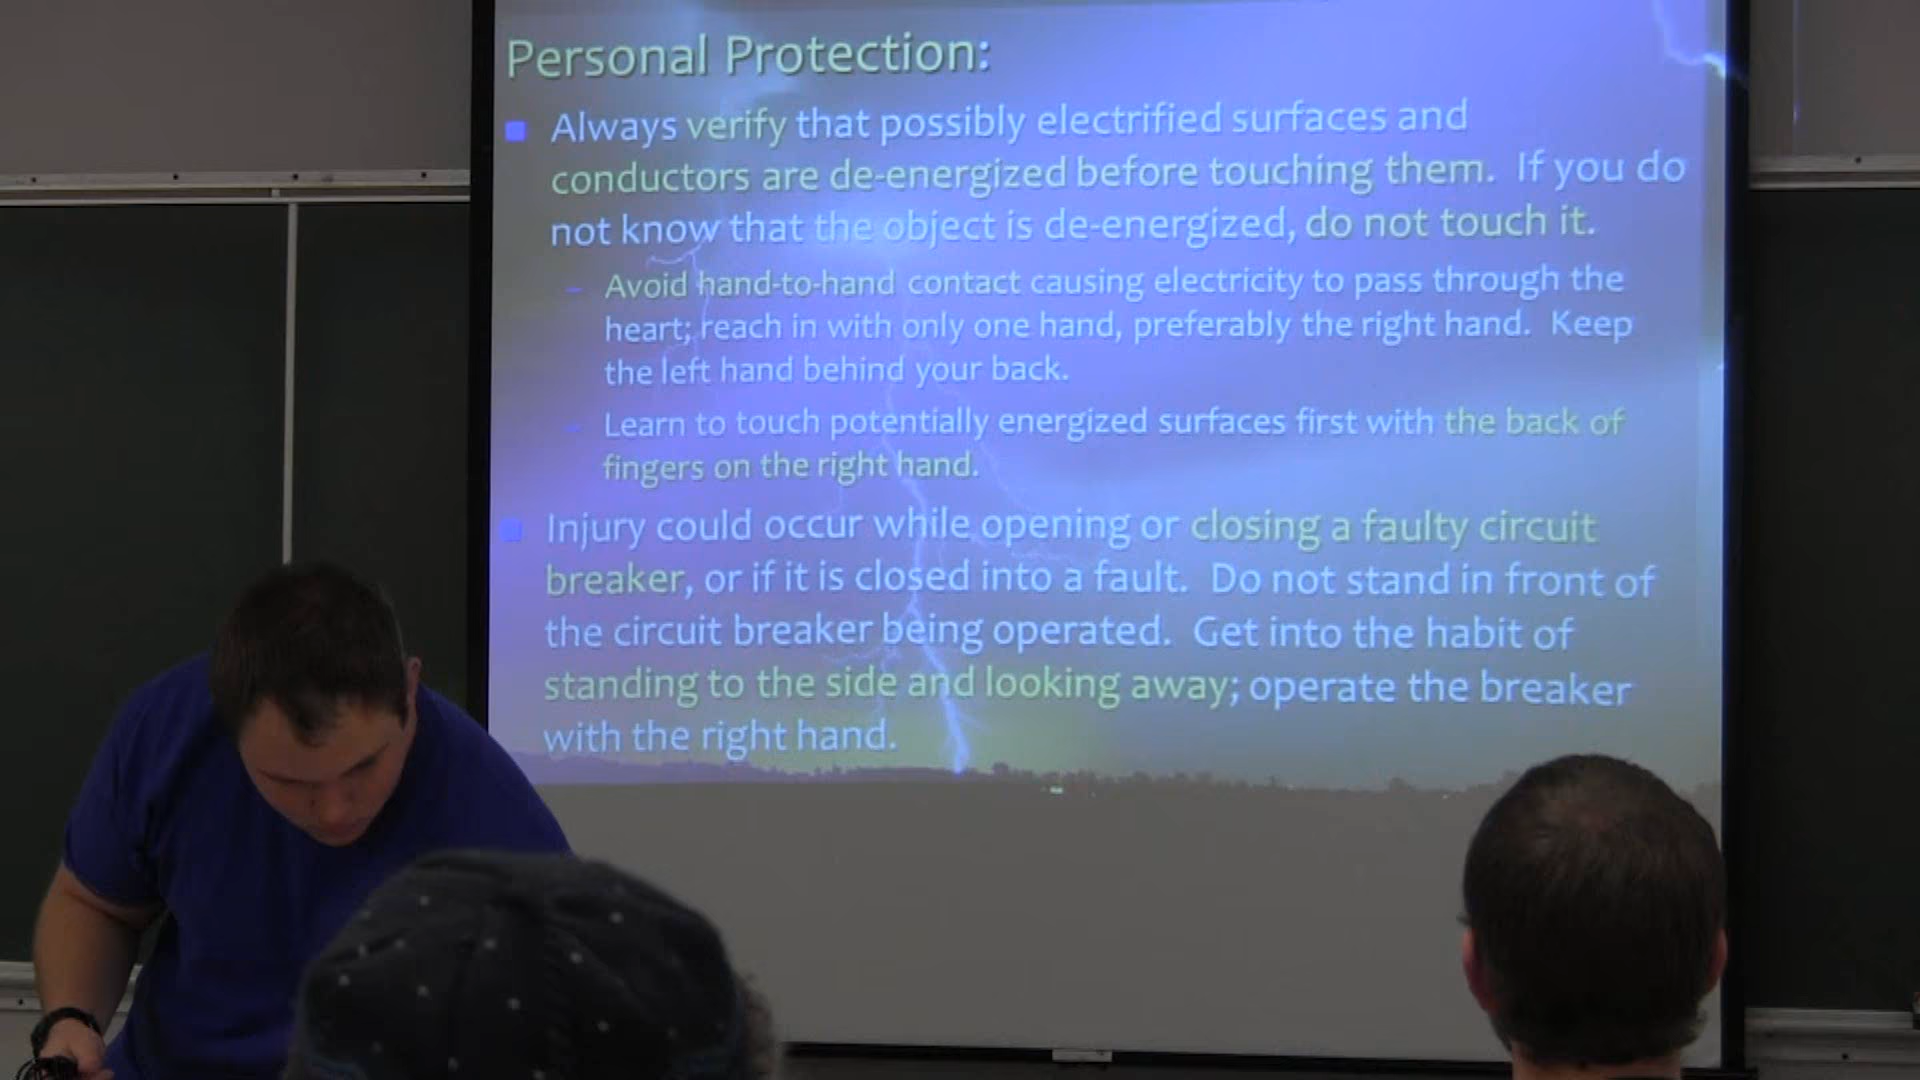 Personal Protection:
Always verify that possibly electrified surfaces and
conductors are de-energized before touching them. If you do
not know that the object is de-energized, do not touch it.
- Avoid hand-to-hand contact causing electricity to pass through the
heart; reach in with only one hand, preferably the right hand. Keep
the left hand behind your back.
- Learn to touch potentially energized surfaces first with the back of
fingers on the right hand.
Injury could occur while opening or closing a faulty circuit
breaker, or if it is closed into a fault. Do not stand in front of
the circuit breaker being operated. Get into the habit of
standing to the side and looking away; operate the breaker
with the right hand.